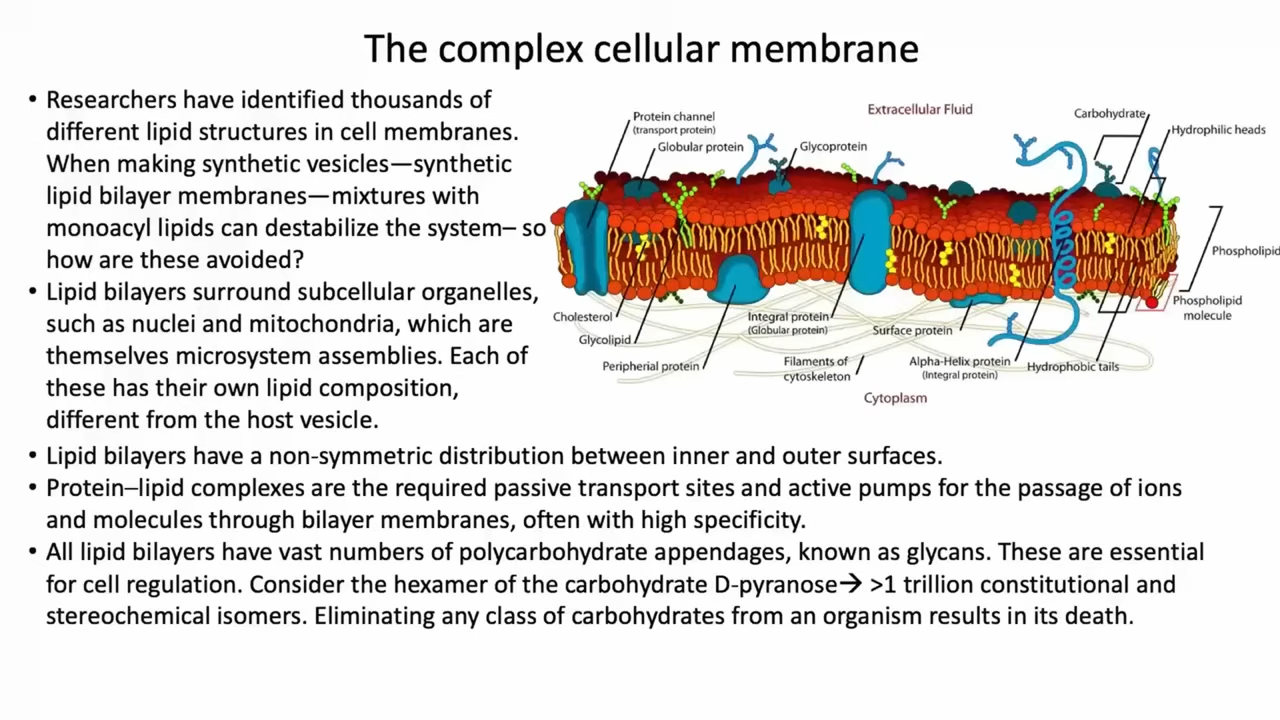 The complex cellular membrane
• Researchers have identified thousands of
different lipid structures in cell membranes.
When making synthetic vesicles—synthetic
lipid bilayer membranes—mixtures with
monoacyl lipids can destabilize the system– so
how are these avoided?
• Lipid bilayers surround subcellular organelles,
such as nuclei and mitochondria, which are
themselves microsystem assemblies. Each of
these has their own lipid composition,
different from the host vesicle.
• Lipid bilayers have a non-symmetric distribution between inner and outer surfaces.
• Protein–lipid complexes are the required passive transport sites and active pumps for the passage of ions
and molecules through bilayer membranes, often with high specificity.
• All lipid bilayers have vast numbers of polycarbohydrate appendages, known as glycans. These are essential
for cell regulation. Consider the hexamer of the carbohydrate D-pyranose→ >1 trillion constitutional and
stereochemical isomers. Eliminating any class of carbohydrates from an organism results in its death.
Protein channel
(transport protein)
Globular protein
Glycoprotein
Extracellular Fluid
Carbohydrate
Hydrophilic heads
Phospholipid
Phospholipid
molecule
Cholesterol
Glycolipid
Peripherial protein
Integral protein
(Globular protein)
Filaments of
cytoskeleton
Surface protein
Alpha-Helix protein
(Integral protein)
Hydrophobic tails
Cytoplasm